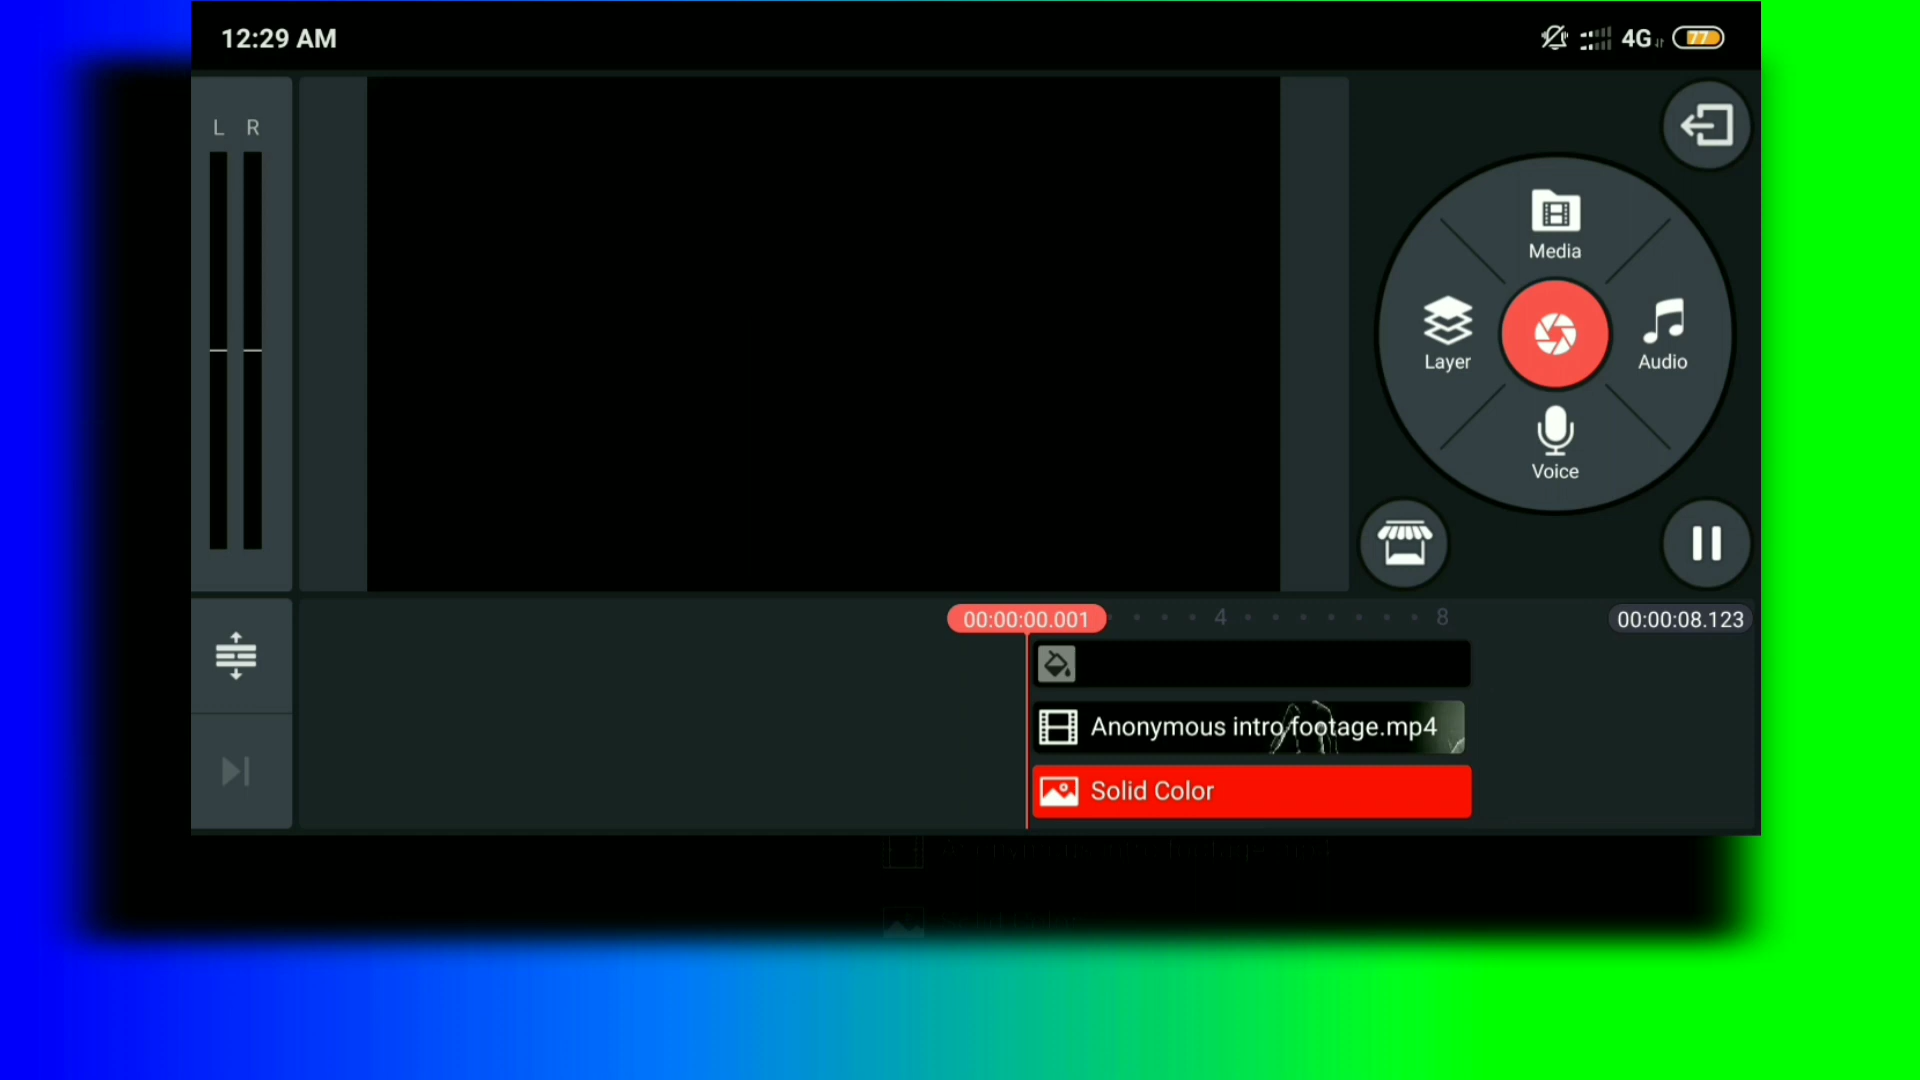 12:29 AM
4G
77
L R
Media
Layer
Audio
Voice
00:00:00.001
4
8
00:00:08.123
Anonymous intro footage.mp4
Solid Color